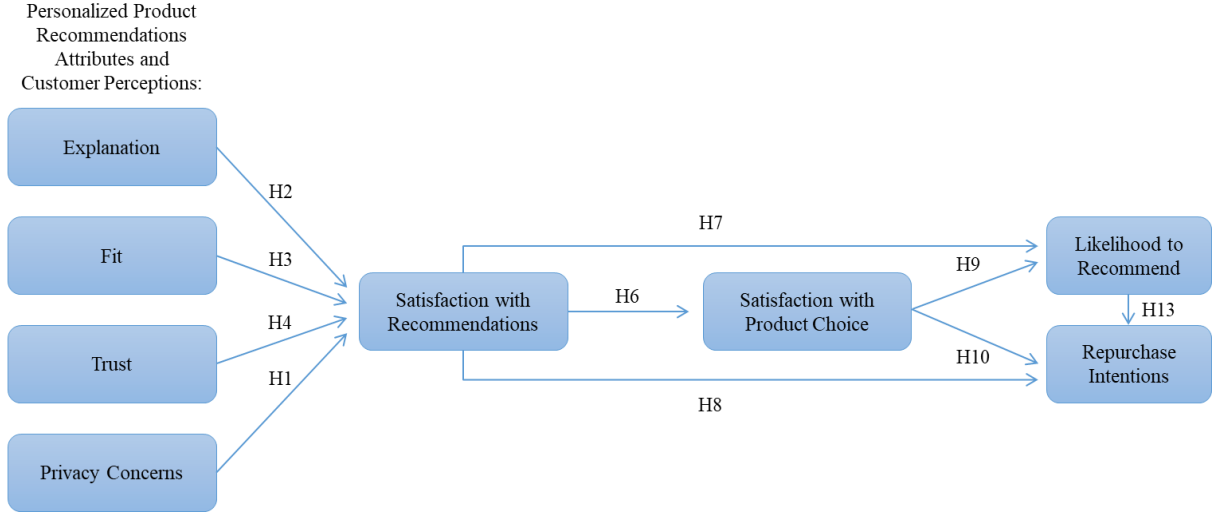 Personalized Product
Recommendations
Attributes and
Customer Perceptions:
Explanation
H2
Fit
H3
H4
Trust
H1
Privacy Concerns
Satisfaction with
Recommendations
H6
Satisfaction with
Product Choice
H7
H8
H9
H10
Likelihood to
Recommend
H13
Repurchase
Intentions